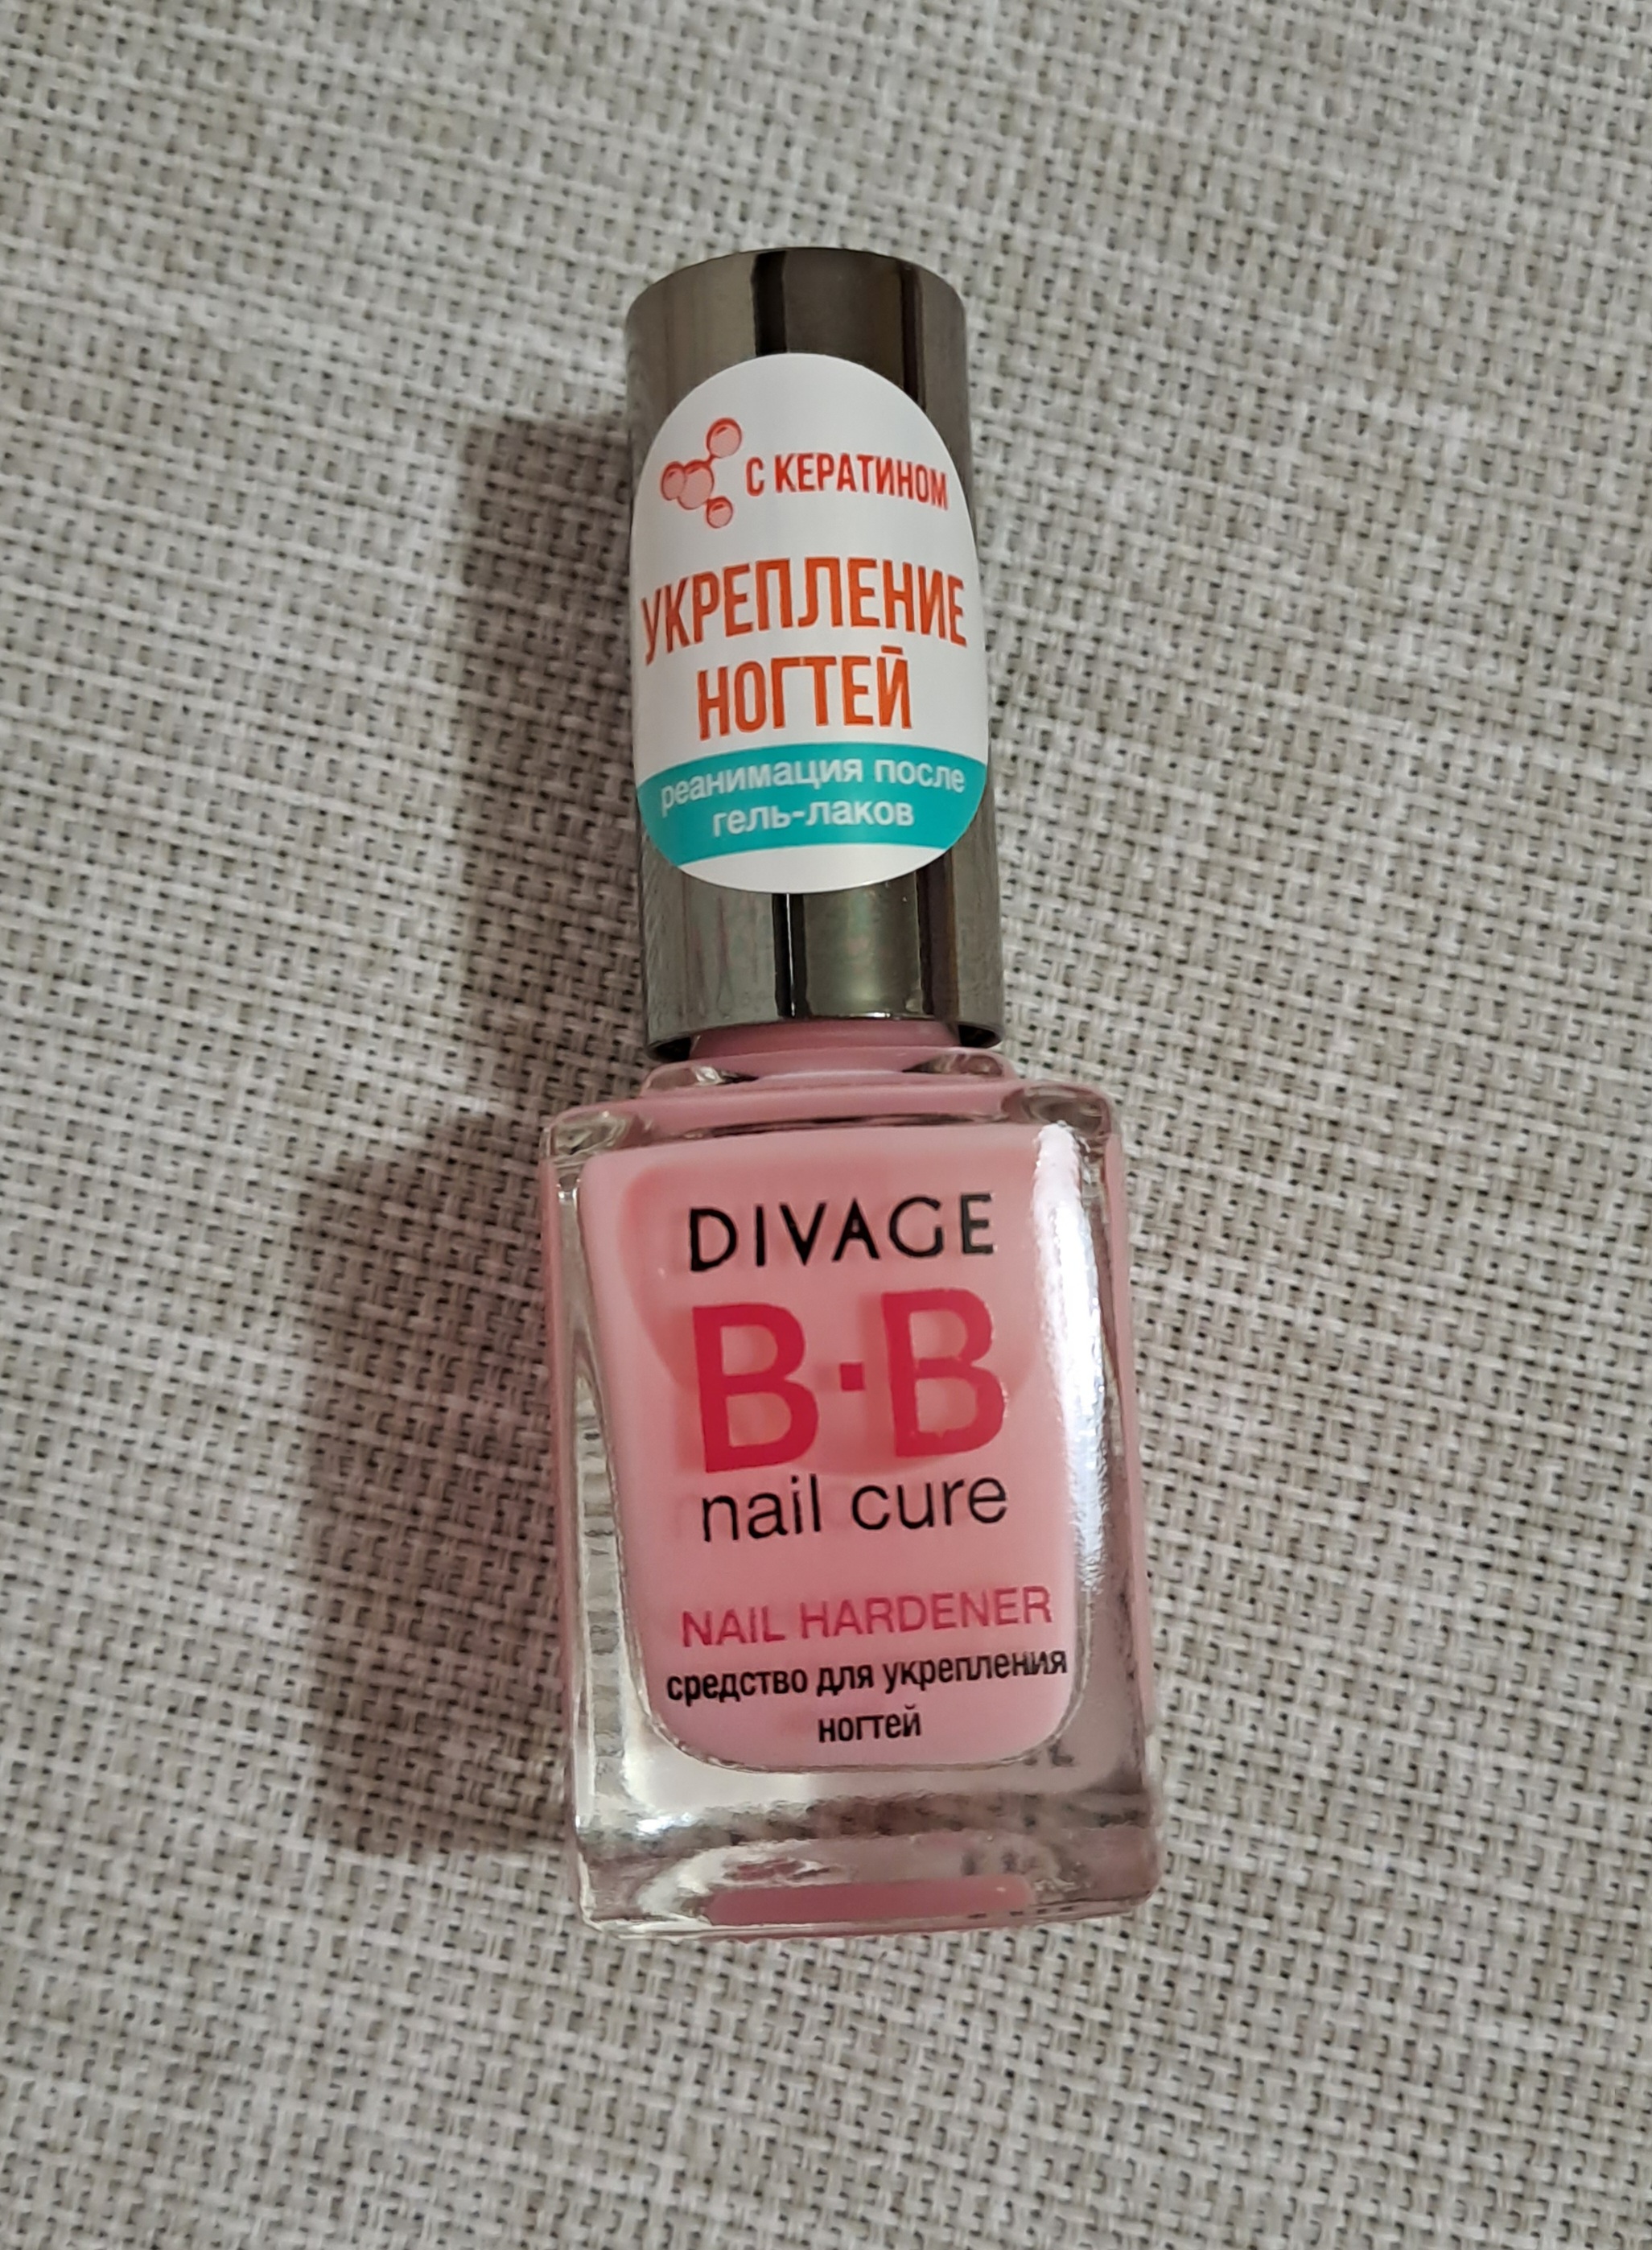 С КЕРАТИНОМ
УКРЕПЛЕНИЕ
НОГТЕЙ
реанимация после
гель-лаков
DIVAGE
B·B
nail cure
NAIL HARDENER
средство для укрепления
ногтей